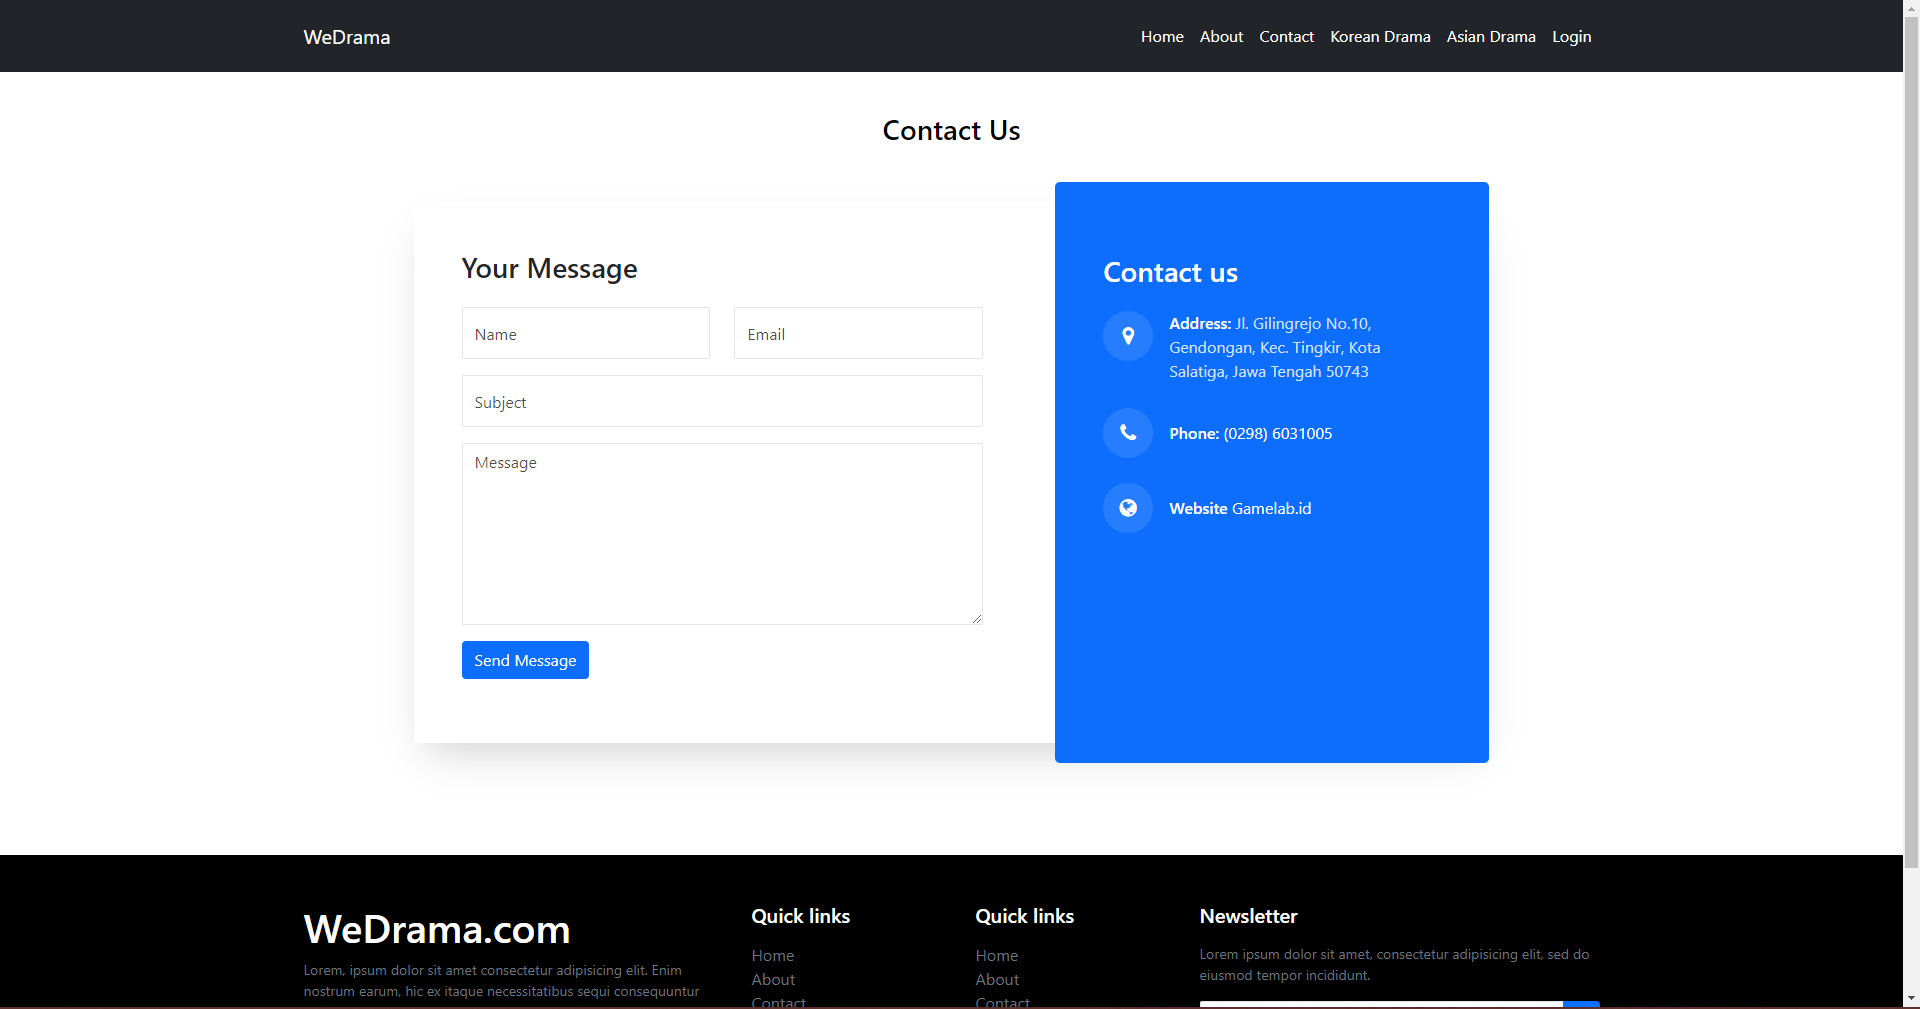 WeDrama
Home About Contact Korean Drama Asian Drama Login
Contact Us
Your Message
Name
Email
Subject
Message
Send Message
Contact us
Address: Jl. Gilingrejo No.10,
Gendongan, Kec. Tingkir, Kota
Salatiga, Jawa Tengah 50743
Phone: (0298) 6031005
Website Gamelab.id
WeDrama.com
Lorem, ipsum dolor sit amet consectetur adipisicing elit. Enim
nostrum earum, hic ex itaque necessitatibus sequi consequuntur
Quick links
Home
About
Contact
Quick links
Home
About
Contact
Newsletter
Lorem ipsum dolor sit amet, consectetur adipisicing elit, sed do
eiusmod tempor incididunt.